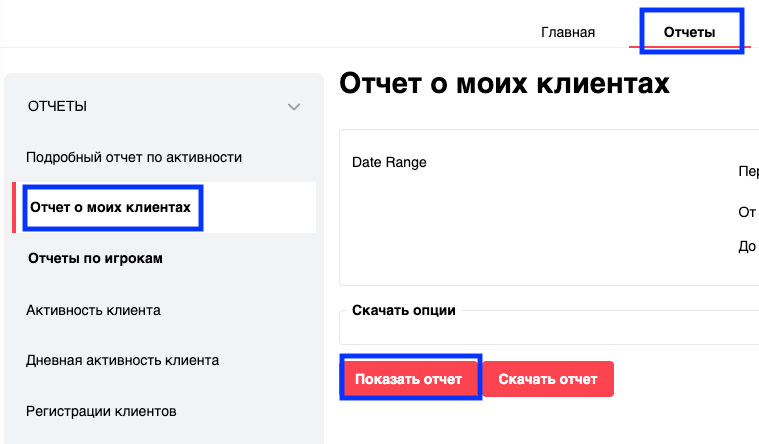 Главная
Отчеты
ОТЧЕТЫ
Подробный отчет по активности
Отчет о моих клиентах
Отчеты по игрокам
Активность клиента
Дневная активность клиента
Регистрации клиентов
Отчет о моих клиентах
Date Range
Пер
От
До
Скачать опции
Показать отчет
Скачать отчет